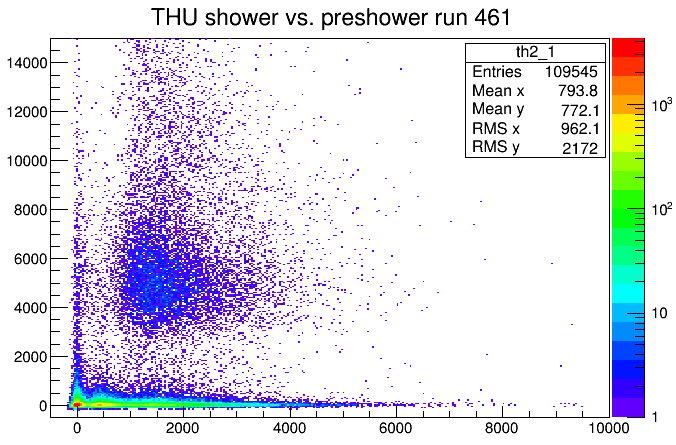 THU shower vs. preshower run 461
th2_1
Entries 109545
Mean x 793.8
Mean y 772.1
RMS x 962.1
RMS y 2172
14000
12000
10000
8000
6000
4000
2000
0
0 2000 4000 6000 8000 10000
10³
10²
10
1